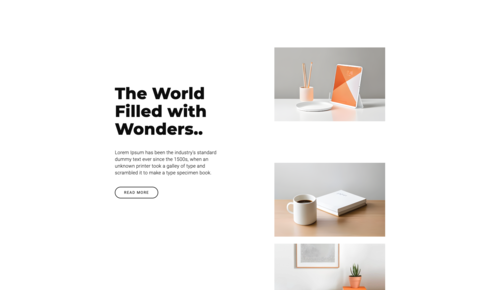 The World
Filled with
Wonders..
Lorem Ipsum has been the industry's standard
dummy text ever since the 1500s, when an
unknown printer took a galley of type and
scrambled it to make a type specimen book.
READ MORE